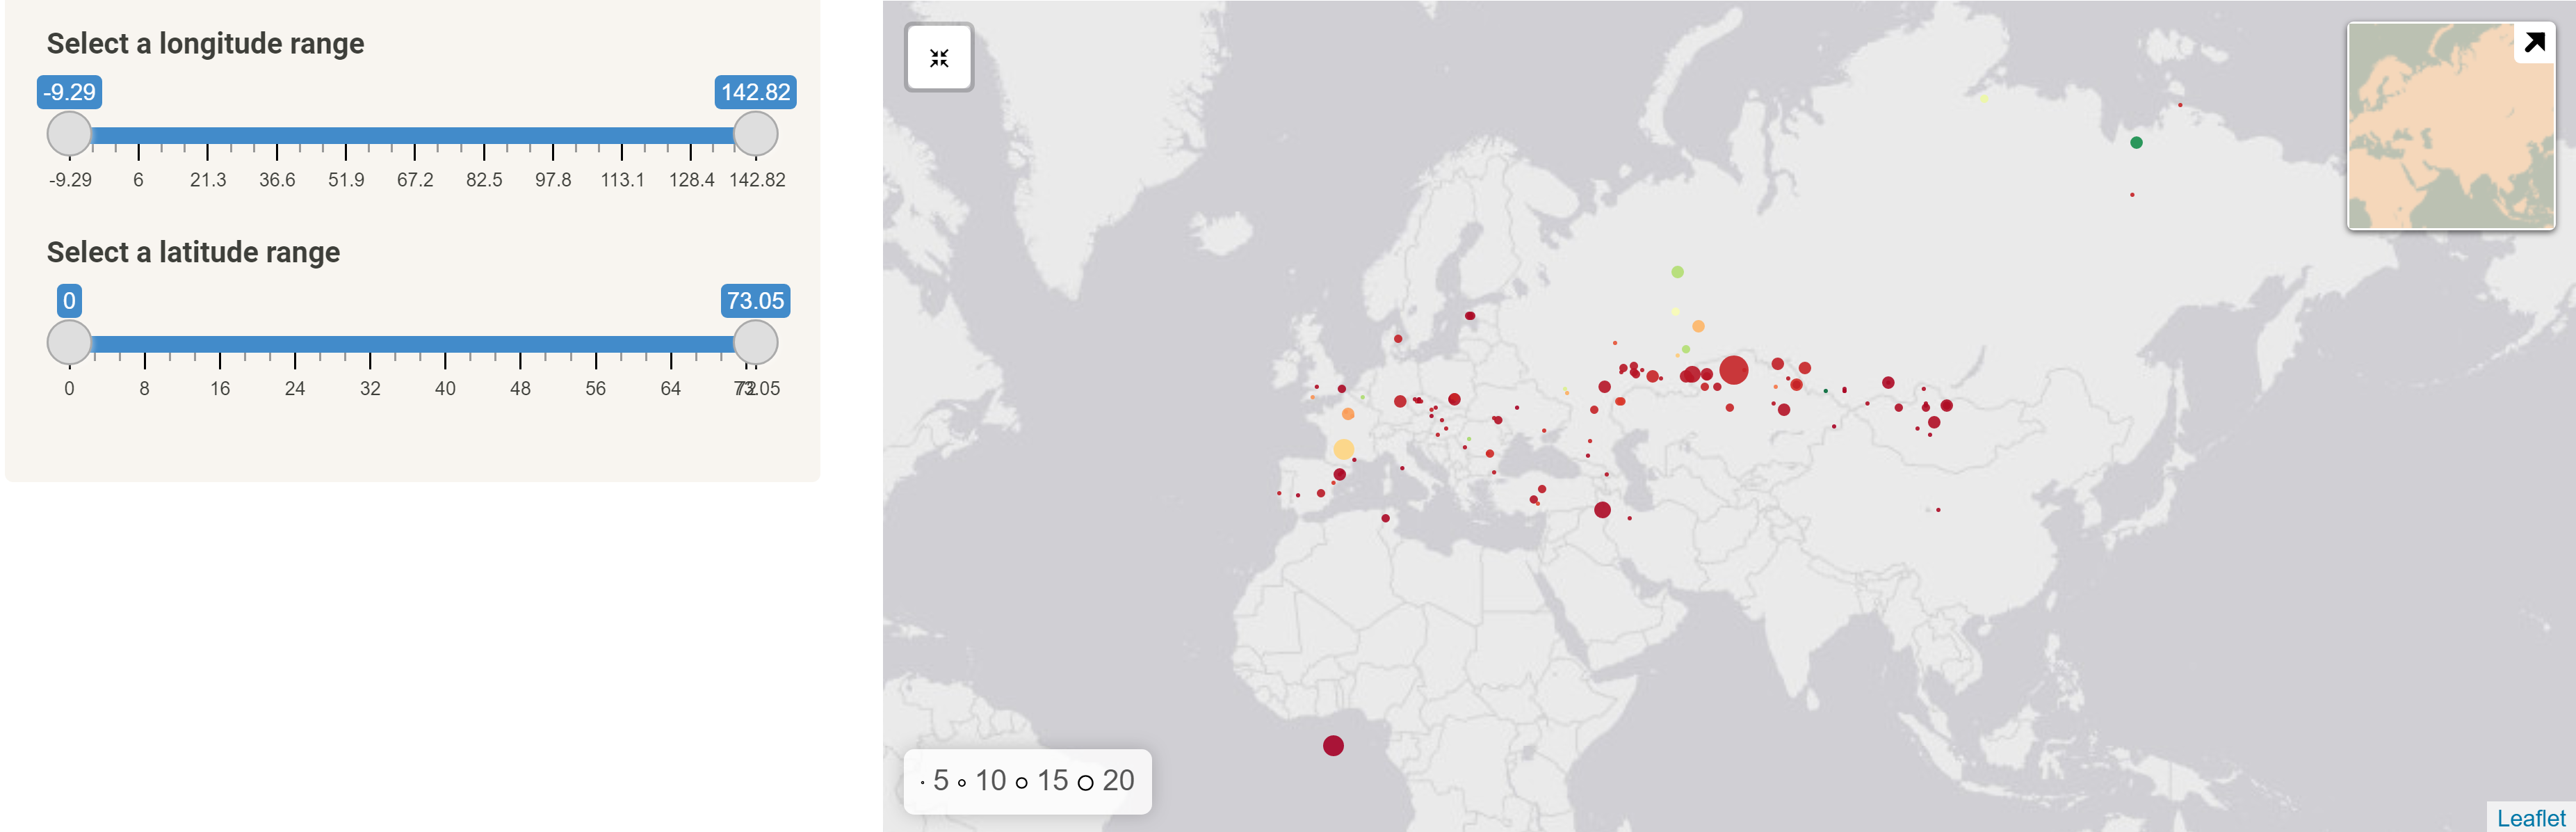 Select a longitude range
-9.29 142.82
-9.29 6 21.3 36.6 51.9 67.2 82.5 97.8 113.1 128.4 142.82
Select a latitude range
0 73.05
0 8 16 24 32 40 48 56 64 73.05
5 10 15 20
Leaflet